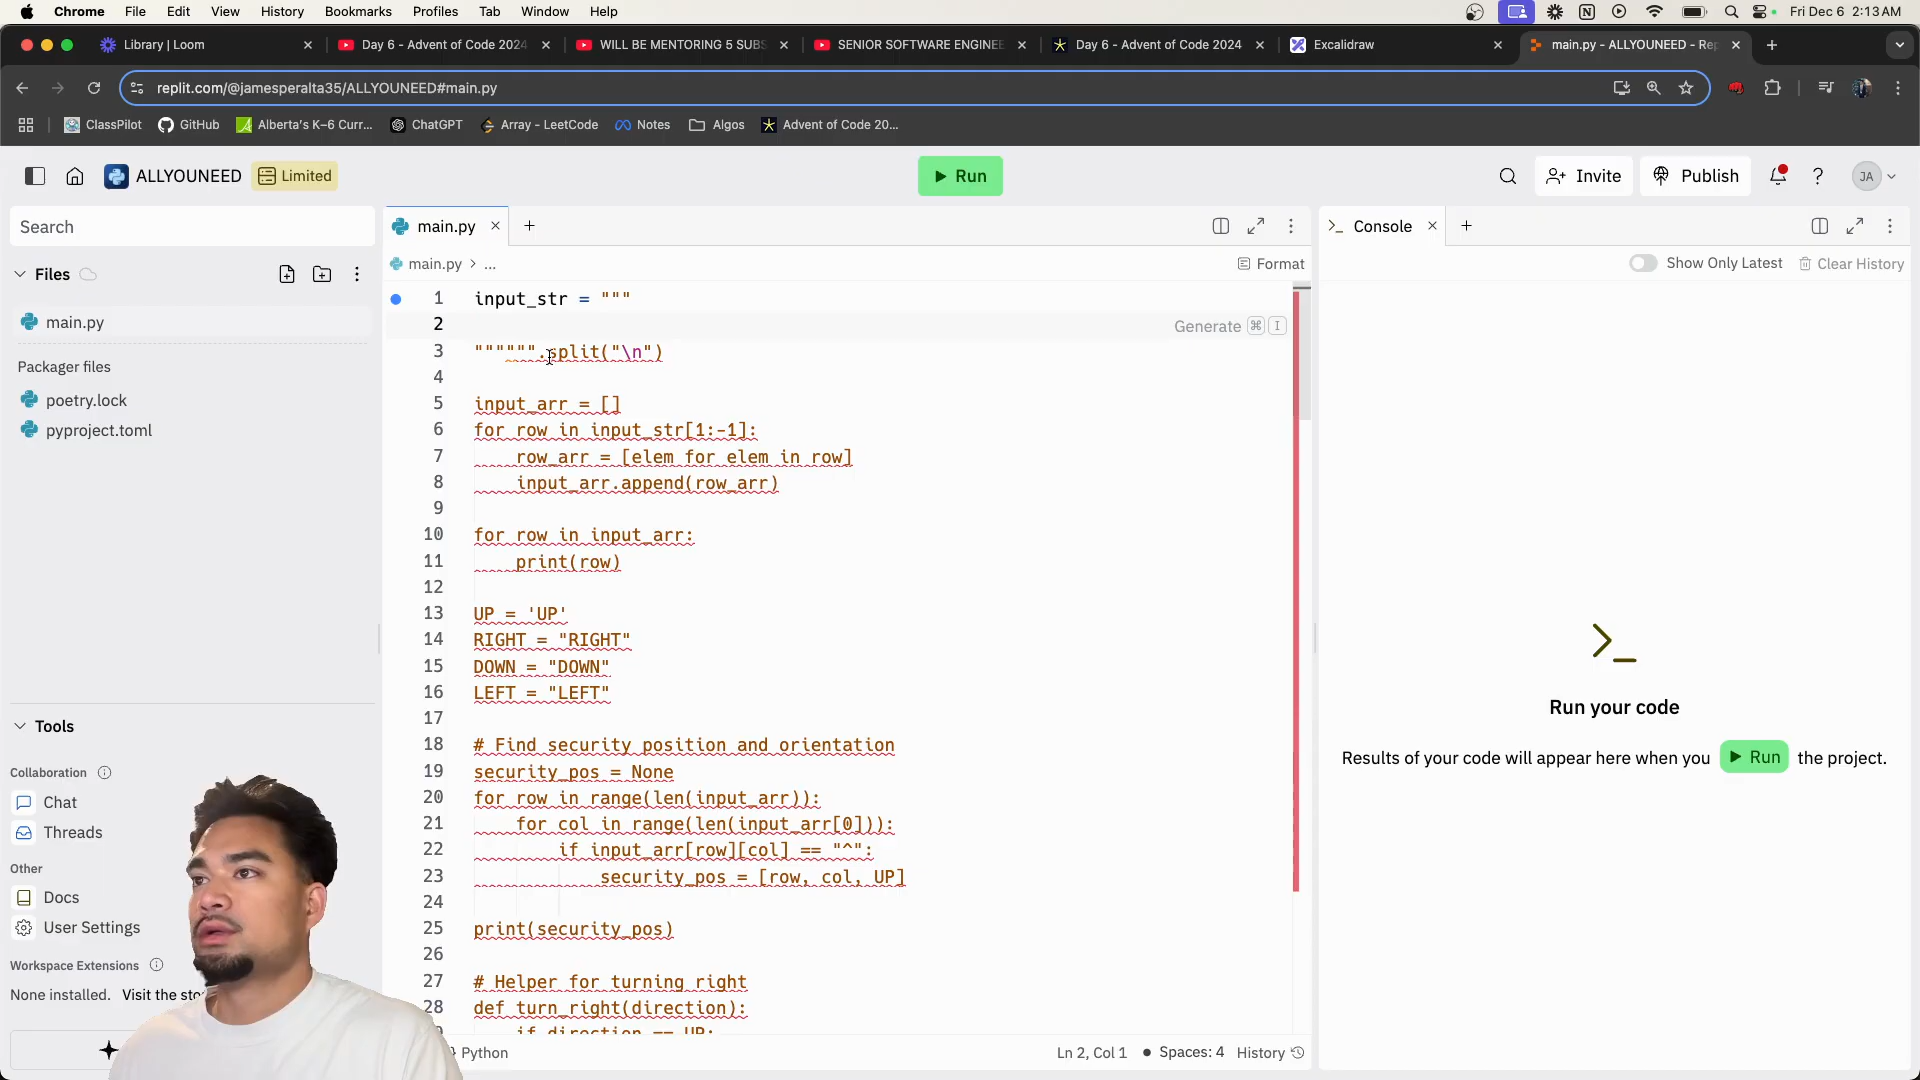 Chrome File Edit View History Bookmarks Profiles Tab Window Help Fri Dec 6 2:13 AM
Library | Loom
Day 6 - Advent of Code 2024
WILL BE MENTORING 5 SUBS
SENIOR SOFTWARE ENGINEE
Day 6 - Advent of Code 2024
Excalidraw
main.py - ALLYOUNEED - Rep
replit.com/@jamesperalta35/ALLYOUNEED#main.py
ClassPilot GitHub Alberta's K–6 Curr... ChatGPT Array - LeetCode Notes Algos Advent of Code 20...
ALLYOUNEED Limited Run Invite Publish ? JA
Search
Files
main.py
Packager files
poetry.lock
pyproject.toml
Tools
Collaboration
Chat
Threads
Other
Docs
User Settings
Workspace Extensions
None installed. Visit the sto
main.py
main.py > ... Format
1 input_str = """
2 Generate ⌘ I
3 """""".split("\n")
4
5 input_arr = []
6 for row in input_str[1:-1]:
7 row_arr = [elem for elem in row]
8 input_arr.append(row_arr)
9
10 for row in input_arr:
11 print(row)
12
13 UP = 'UP'
14 RIGHT = "RIGHT"
15 DOWN = "DOWN"
16 LEFT = "LEFT"
17
18 # Find security position and orientation
19 security_pos = None
20 for row in range(len(input_arr)):
21 for col in range(len(input_arr[0])):
22 if input_arr[row][col] == "^":
23 security_pos = [row, col, UP]
24
25 print(security_pos)
26
27 # Helper for turning right
28 def turn_right(direction):
if direction == UP:
Python Ln 2, Col 1 Spaces: 4 History
Console
Show Only Latest Clear History
Run your code
Results of your code will appear here when you Run the project.